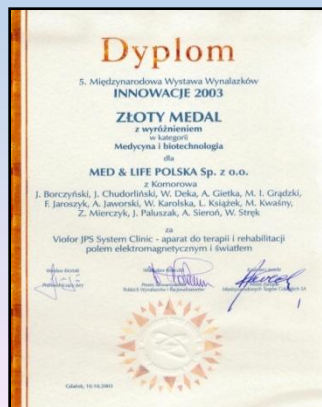 Dyplom
5. Międzynarodowa Wystawa Wynalazków
INNOWACJE 2003
ZŁOTY MEDAL
z wyróżnieniem
w kategorii
Medycyna i biotechnologia
dla
MED & LIFE POLSKA Sp. z o.o.
z Komorowa
J. Borczyński, J. Chudorliński, W. Deka, A. Gietka, M. I. Grądzki,
F. Jaroszyk, A. Jaworski, W. Karolska, L. Książek, M. Kwaśny,
Z. Mierczyk, J. Paluszak, A. Sieroń, W. Stręk
za
Viofor JPS System Clinic - aparat do terapii i rehabilitacji
polem elektromagnetycznym i światłem
Gdańsk, 10.10.2003